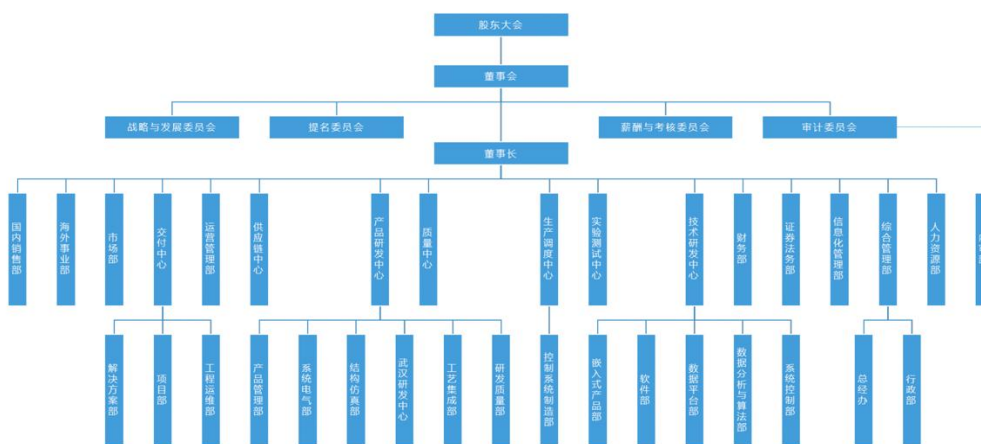 股东大会
董事会
战略与发展委员会
提名委员会
薪酬与考核委员会
审计委员会
董事长
国内销售部
海外事业部
市场部
交付中心
运营管理部
供应链中心
产品研发中心
质量中心
生产调度中心
实验测试中心
技术研发中心
财务部
证券法务部
信息化管理部
综合管理部
人力资源部
解决方案部
项目部
工程运维部
产品管理部
系统电气部
结构仿真部
武汉研发中心
工艺集成部
研发质量部
控制系统制造部
嵌入式产品部
软件部
数据平台部
数据分析与算法部
系统控制部
总经办
行政部